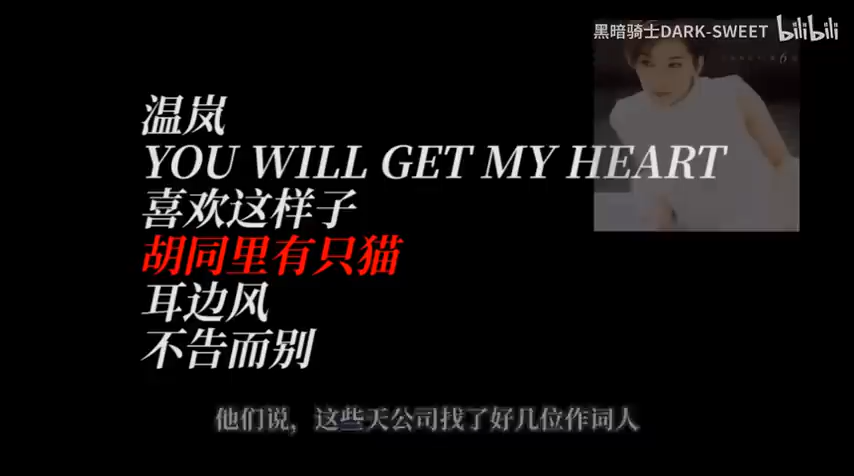 黑暗骑士DARK-SWEET bilibili
温岚
YOU WILL GET MY HEART
喜欢这样子
胡同里有只猫
耳边风
不告而别
他们说，这些天公司找了好几位作词人